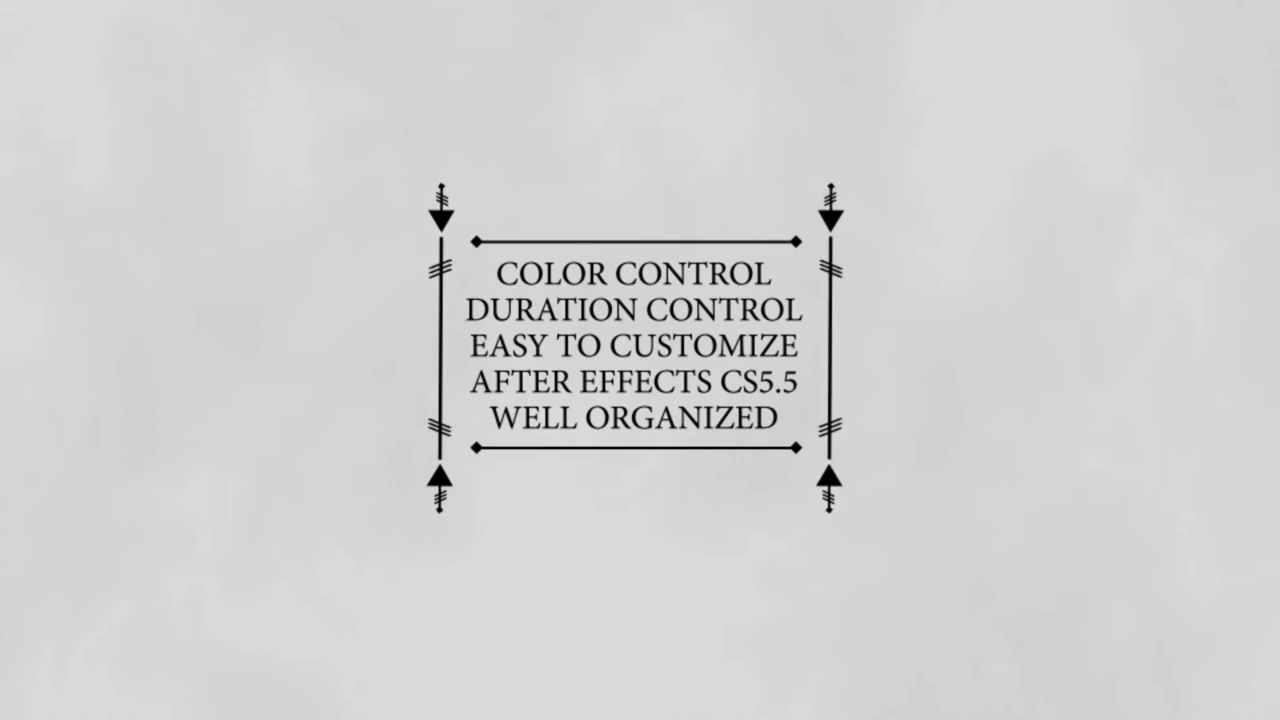 COLOR CONTROL
DURATION CONTROL
EASY TO CUSTOMIZE
AFTER EFFECTS CS5.5
WELL ORGANIZED